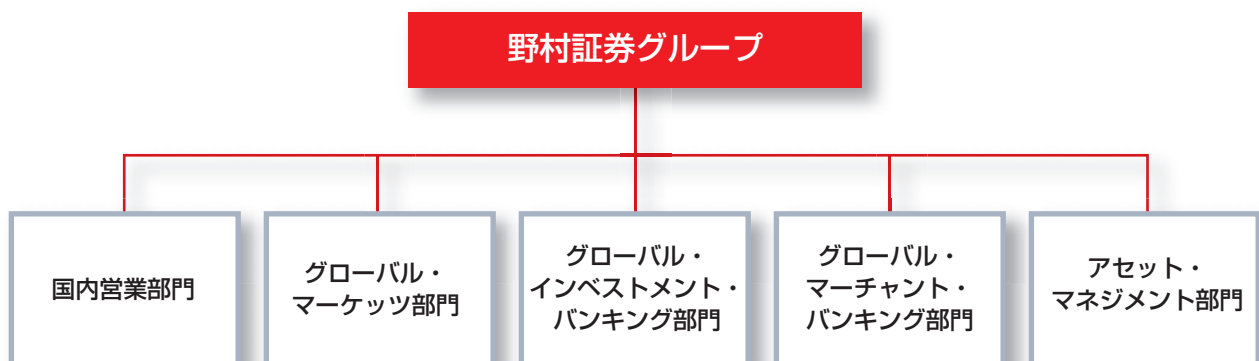 野村証券グループ
国内営業部門
グローバル・
マーケッツ部門
グローバル・
インベストメント・
バンキング部門
グローバル・
マーチャント・
バンキング部門
アセット・
マネジメント部門